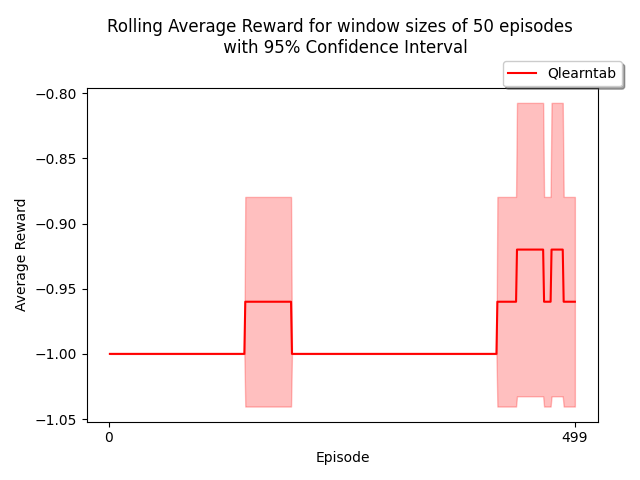 Rolling Average Reward for window sizes of 50 episodes
with 95% Confidence Interval
Qlearntab
−0.80
−0.85
−0.90
−0.95
−1.00
−1.05
Average Reward
0
499
Episode